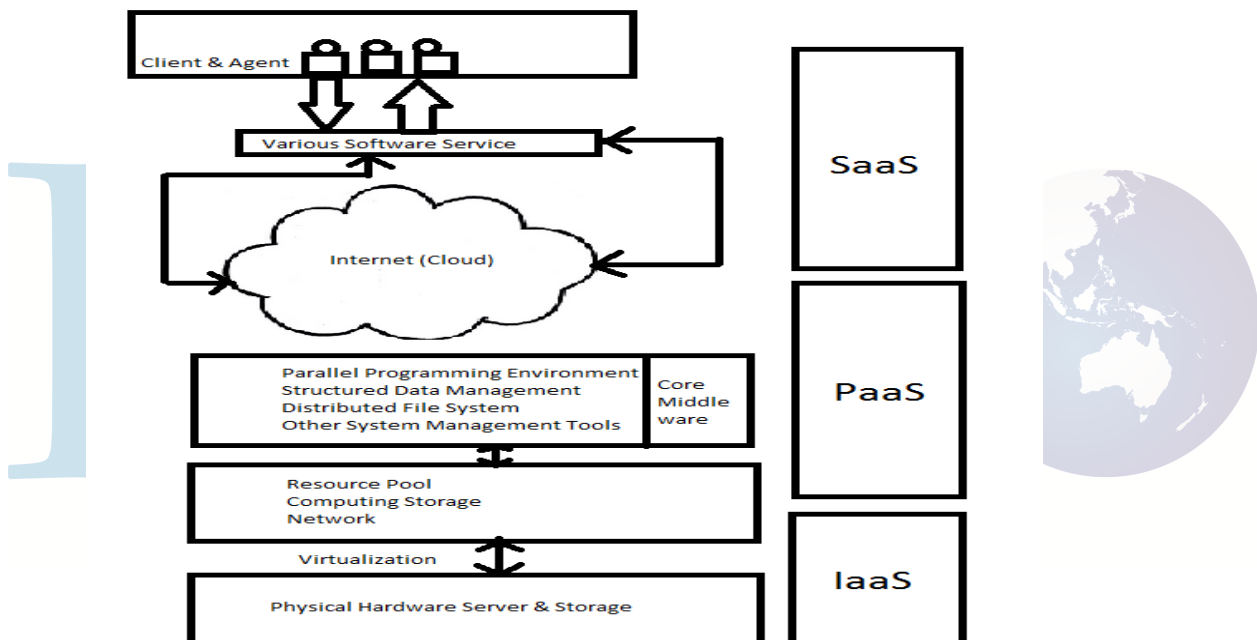 Client & Agent
Various Software Service
SaaS
Internet (Cloud)
Parallel Programming Environment
Structured Data Management
Distributed File System
Other System Management Tools
Core
Middle
ware
PaaS
Resource Pool
Computing Storage
Network
Virtualization
IaaS
Physical Hardware Server & Storage